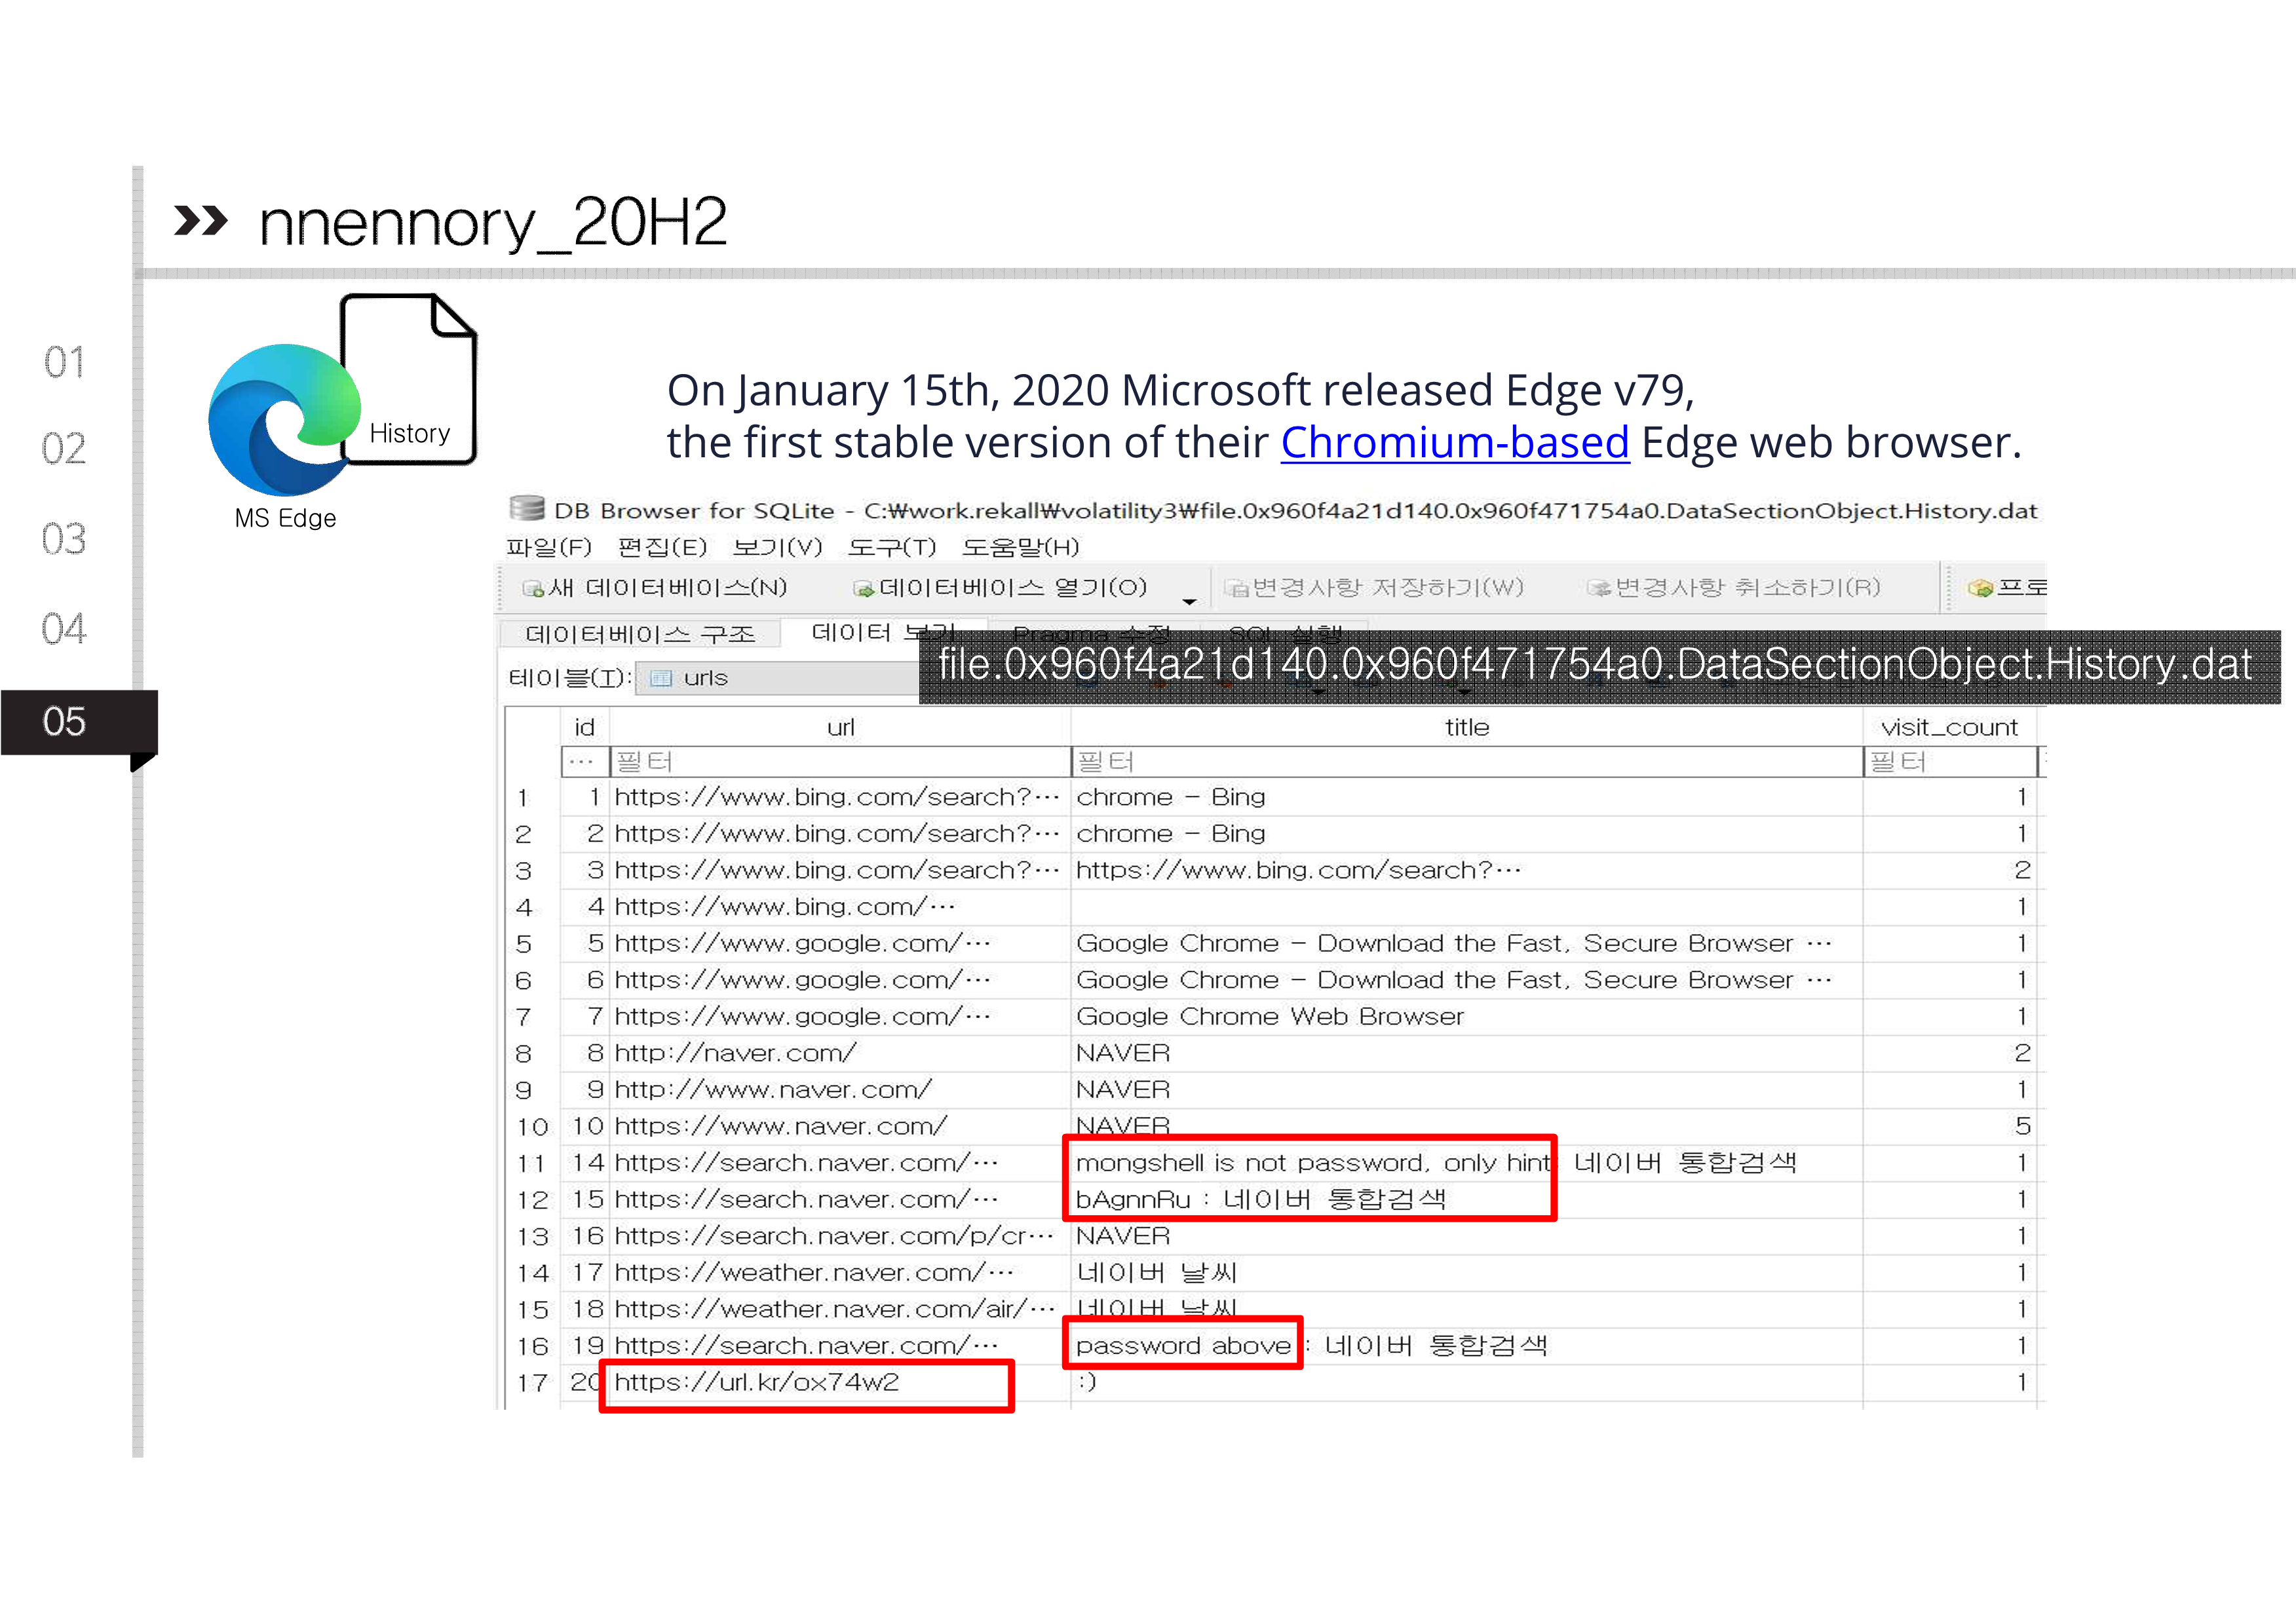 nnennory_20H2
01
02
03
04
05
History
MS Edge
On January 15th, 2020 Microsoft released Edge v79,
the first stable version of their Chromium-based Edge web browser.
DB Browser for SQLite - C:₩work.rekall₩volatility3₩file.0x960f4a21d140.0x960f471754a0.DataSectionObject.History.dat
파일(F) 편집(E) 보기(V) 도구(T) 도움말(H)
새 데이터베이스(N) 데이터베이스 열기(O) 변경사항 저장하기(W) 변경사항 취소하기(R) 프로
데이터베이스 구조 데이터 보기 Pragma 수정 SQL 실행
file.0x960f4a21d140.0x960f471754a0.DataSectionObject.History.dat
테이블(T): urls
id url title visit_count
… 필터 필터 필터
1 1 https://www.bing.com/search?… chrome - Bing 1
2 2 https://www.bing.com/search?… chrome - Bing 1
3 3 https://www.bing.com/search?… https://www.bing.com/search?… 2
4 4 https://www.bing.com/… 1
5 5 https://www.google.com/… Google Chrome - Download the Fast, Secure Browser … 1
6 6 https://www.google.com/… Google Chrome - Download the Fast, Secure Browser … 1
7 7 https://www.google.com/… Google Chrome Web Browser 1
8 8 http://naver.com/ NAVER 2
9 9 http://www.naver.com/ NAVER 1
10 10 https://www.naver.com/ NAVER 5
11 14 https://search.naver.com/… mongshell is not password, only hint: 네이버 통합검색 1
12 15 https://search.naver.com/… bAgnnRu : 네이버 통합검색 1
13 16 https://search.naver.com/p/cr… NAVER 1
14 17 https://weather.naver.com/… 네이버 날씨 1
15 18 https://weather.naver.com/air/… 네이버 날씨 1
16 19 https://search.naver.com/… password above : 네이버 통합검색 1
17 20 https://url.kr/ox74w2 :) 1